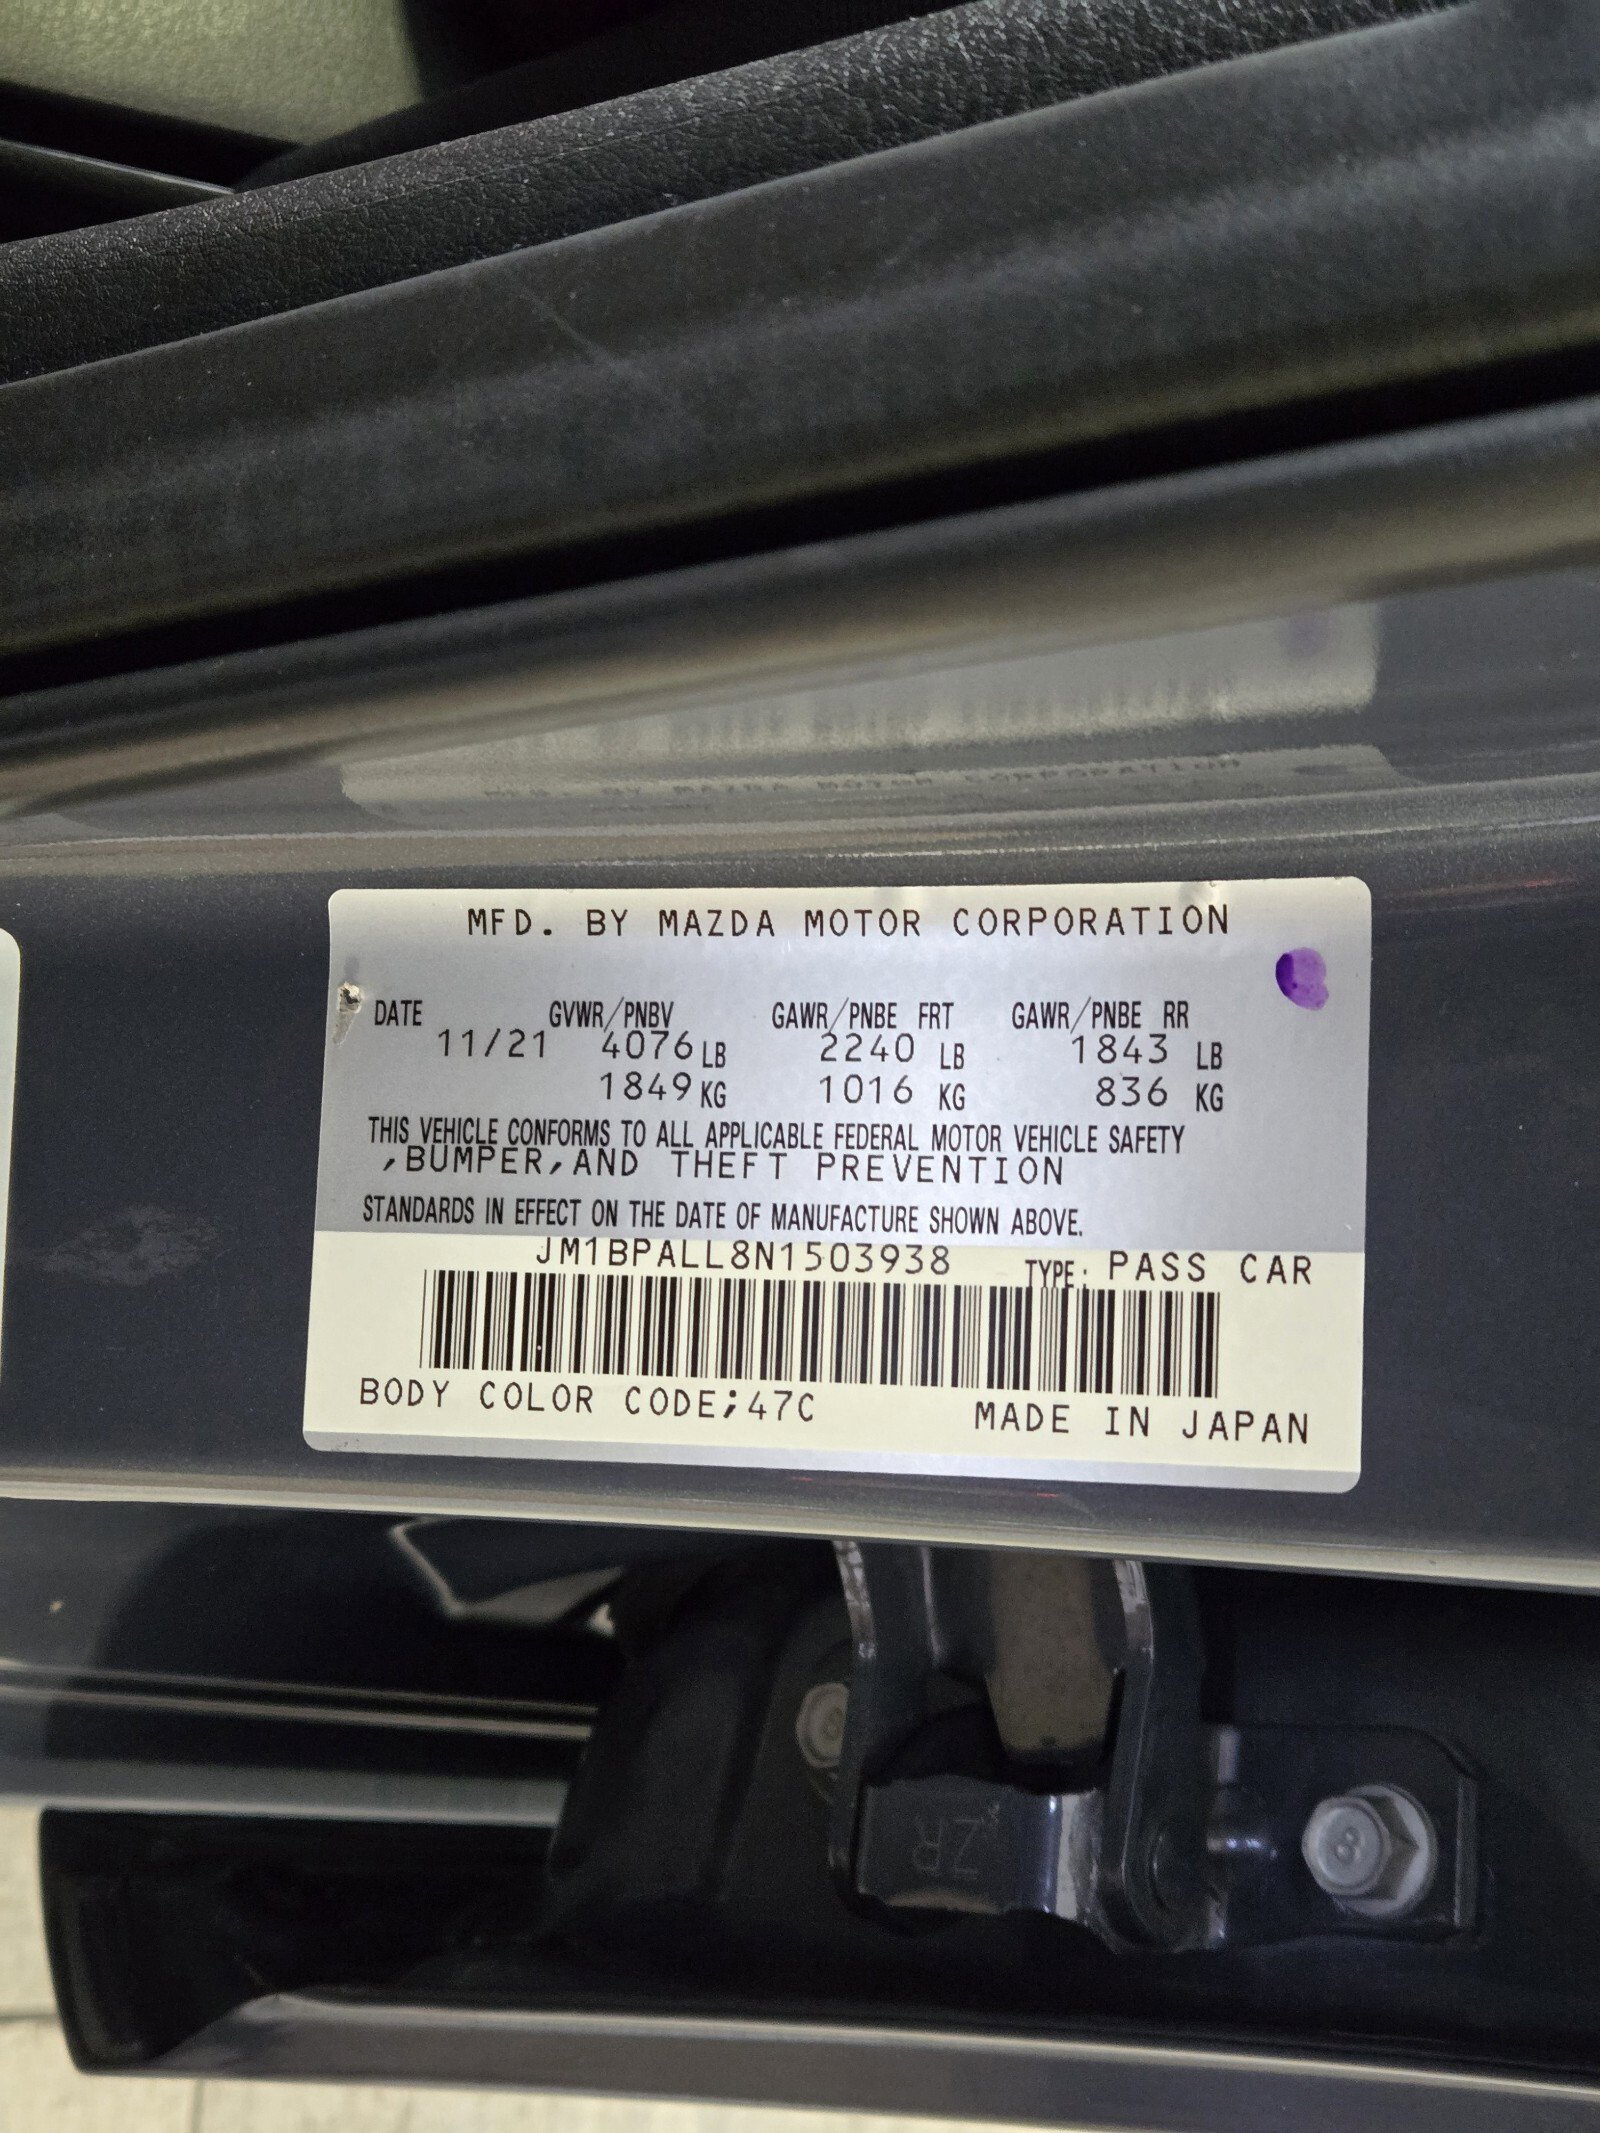 MFD. BY MAZDA MOTOR CORPORATION
DATE GVWR/PNBV GAWR/PNBE FRT GAWR/PNBE RR
11/21 4076 LB 2240 LB 1843 LB
1849 KG 1016 KG 836 KG
THIS VEHICLE CONFORMS TO ALL APPLICABLE FEDERAL MOTOR VEHICLE SAFETY
,BUMPER,AND THEFT PREVENTION
STANDARDS IN EFFECT ON THE DATE OF MANUFACTURE SHOWN ABOVE.
JM1BPALL8N1503938 TYPE: PASS CAR
BODY COLOR CODE;47C MADE IN JAPAN
8